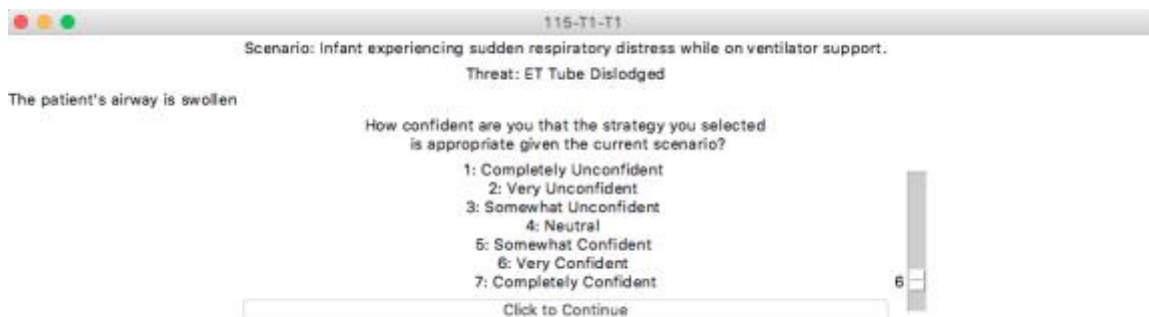 115-T1-T1
Scenario: Infant experiencing sudden respiratory distress while on ventilator support.
Threat: ET Tube Dislodged
The patient's airway is swollen
How confident are you that the strategy you selected
is appropriate given the current scenario?
1: Completely Unconfident
2: Very Unconfident
3: Somewhat Unconfident
4: Neutral
5: Somewhat Confident
6: Very Confident
7: Completely Confident
6
Click to Continue